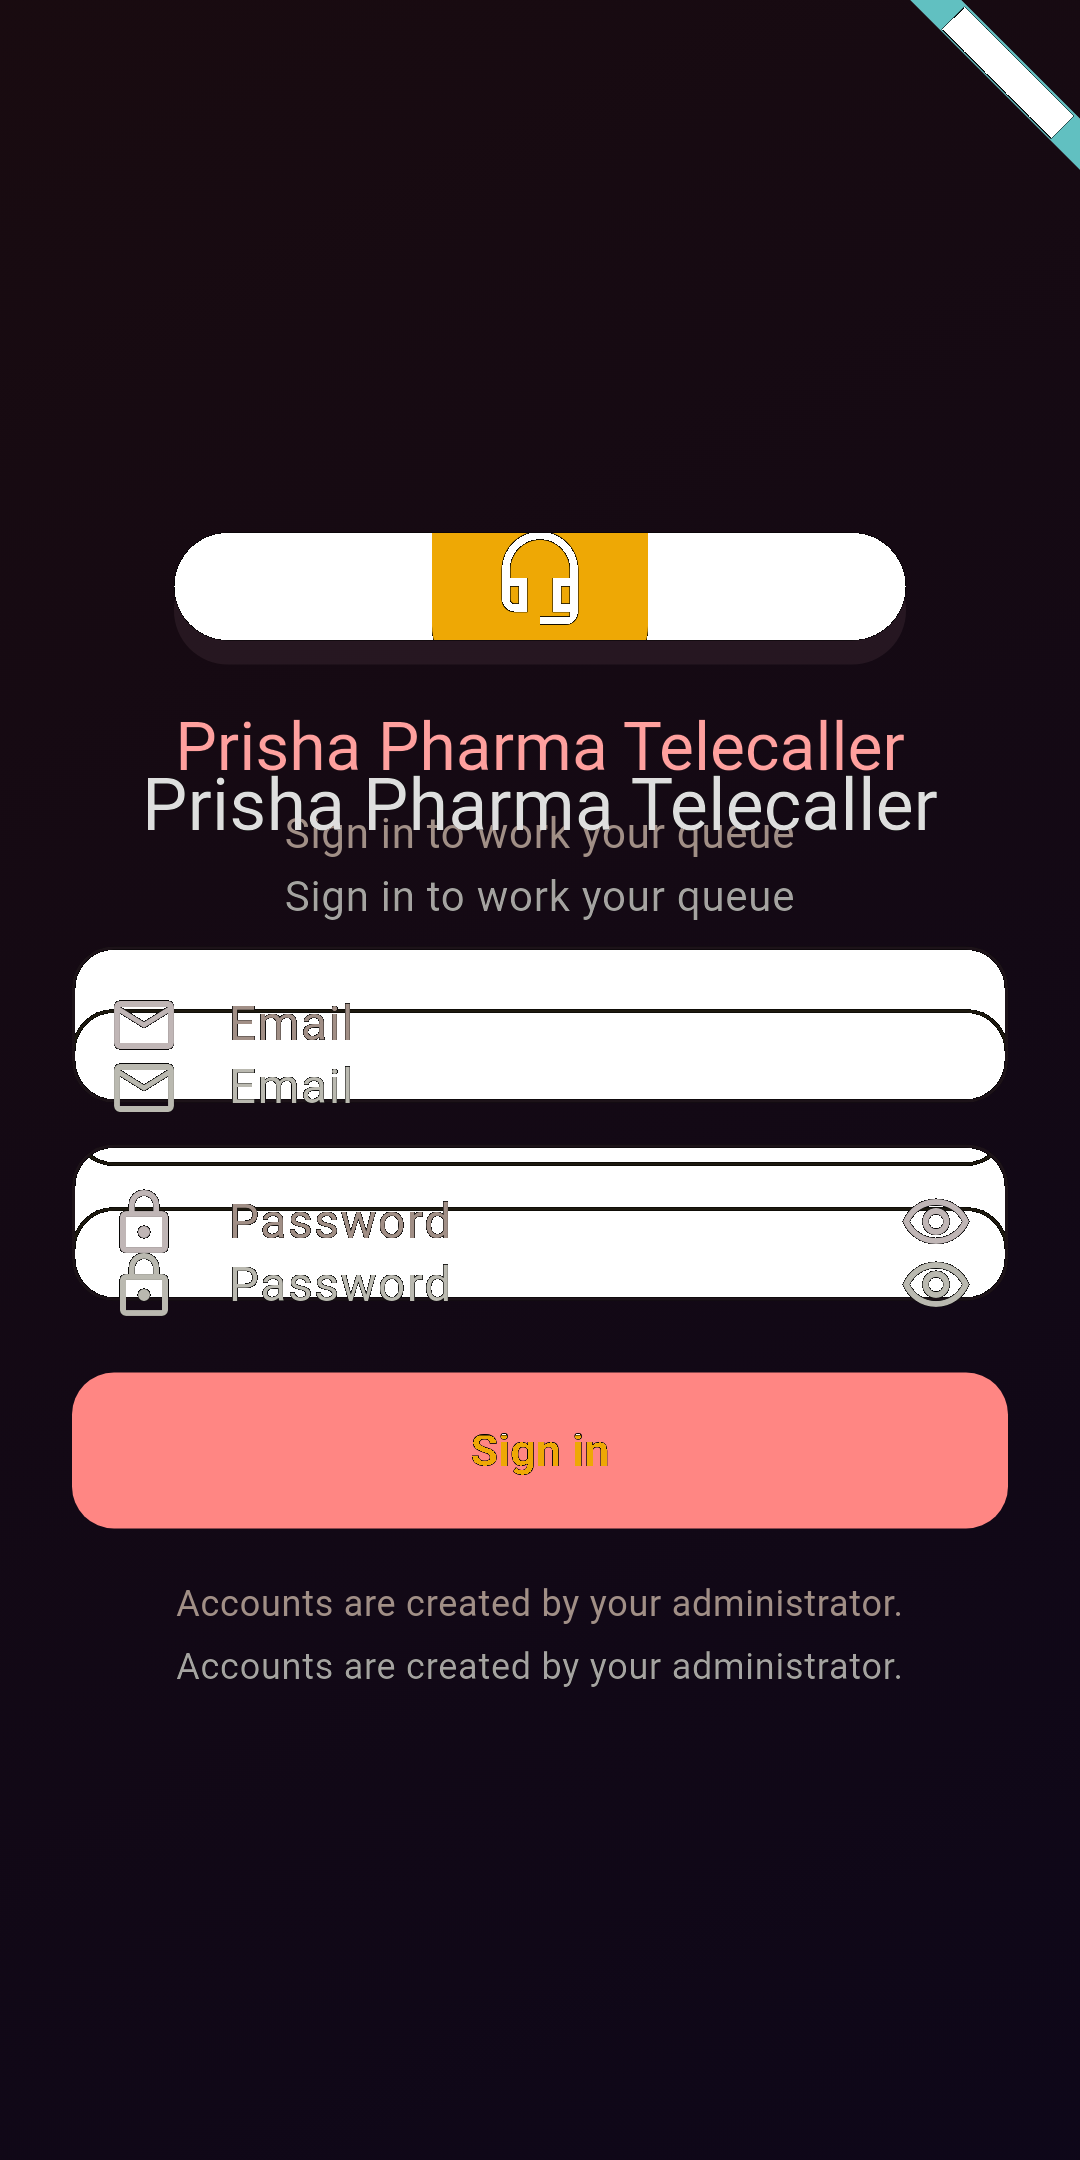 Prisha Pharma Telecaller
Prisha Pharma Telecaller
Sign in to work your queue
Sign in to work your queue
Email
Email
Password
Password
Sign in
Accounts are created by your administrator.
Accounts are created by your administrator.